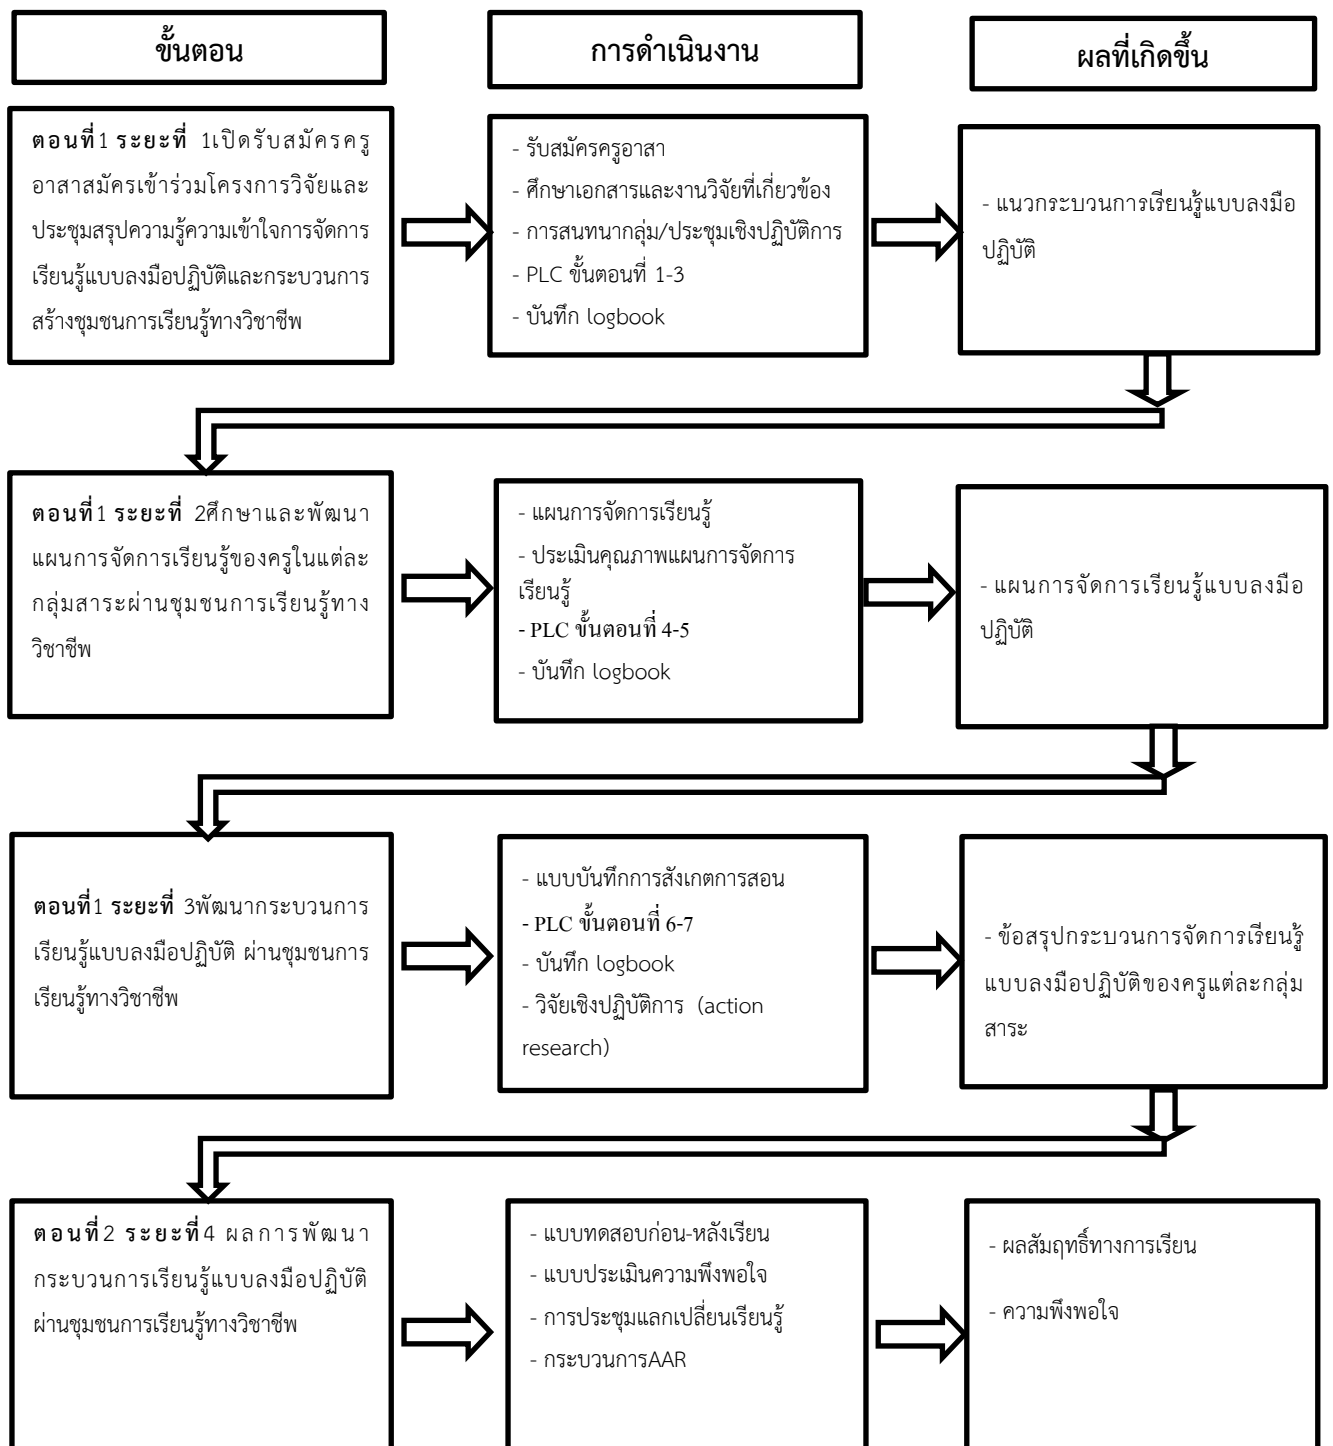 ขั้นตอน
การดำเนินงาน
ผลที่เกิดขึ้น
ตอนที่1 ระยะที่ 1เปิดรับสมัครครู
อาสาสมัครเข้าร่วมโครงการวิจัยและ
ประชุมสรุปความรู้ความเข้าใจการจัดการ
เรียนรู้แบบลงมือปฏิบัติและกระบวนการ
สร้างชุมชนการเรียนรู้ทางวิชาชีพ
- รับสมัครครูอาสา
- ศึกษาเอกสารและงานวิจัยที่เกี่ยวข้อง
- การสนทนากลุ่ม/ประชุมเชิงปฏิบัติการ
- PLC ขั้นตอนที่ 1-3
- บันทึก logbook
- แนวกระบวนการเรียนรู้แบบลงมือ
ปฏิบัติ
ตอนที่1 ระยะที่ 2ศึกษาและพัฒนา
แผนการจัดการเรียนรู้ของครูในแต่ละ
กลุ่มสาระผ่านชุมชนการเรียนรู้ทาง
วิชาชีพ
- แผนการจัดการเรียนรู้
- ประเมินคุณภาพแผนการจัดการ
เรียนรู้
- PLC ขั้นตอนที่ 4-5
- บันทึก logbook
- แผนการจัดการเรียนรู้แบบลงมือ
ปฏิบัติ
ตอนที่1 ระยะที่ 3พัฒนากระบวนการ
เรียนรู้แบบลงมือปฏิบัติ ผ่านชุมชนการ
เรียนรู้ทางวิชาชีพ
- แบบบันทึกการสังเกตการสอน
- PLC ขั้นตอนที่ 6-7
- บันทึก logbook
- วิจัยเชิงปฏิบัติการ (action
research)
- ข้อสรุปกระบวนการจัดการเรียนรู้
แบบลงมือปฏิบัติของครูแต่ละกลุ่ม
สาระ
ตอนที่2 ระยะที่4 ผลการพัฒนา
กระบวนการเรียนรู้แบบลงมือปฏิบัติ
ผ่านชุมชนการเรียนรู้ทางวิชาชีพ
- แบบทดสอบก่อน-หลังเรียน
- แบบประเมินความพึงพอใจ
- การประชุมแลกเปลี่ยนเรียนรู้
- กระบวนการAAR
- ผลสัมฤทธิ์ทางการเรียน
- ความพึงพอใจ